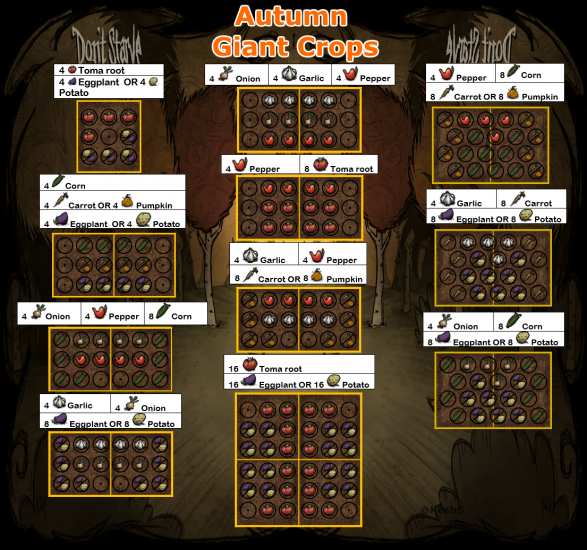 Autumn
Giant Crops
Don't Starve
Don't Starve
4 Toma root
4 Eggplant OR 4
Potato
4 Corn
4 Carrot OR 4 Pumpkin
4 Eggplant OR 4 Potato
4 Onion 4 Pepper 8 Corn
4 Garlic 4 Onion
8 Eggplant OR 8 Potato
4 Onion 4 Garlic 4 Pepper
4 Pepper 8 Toma root
4 Garlic 4 Pepper
8 Carrot OR 8 Pumpkin
16 Toma root
16 Eggplant OR 16 Potato
4 Pepper 8 Corn
8 Carrot OR 8 Pumpkin
4 Garlic 8 Carrot
8 Eggplant OR 8 Potato
4 Onion 8 Corn
8 Eggplant OR 8 Potato